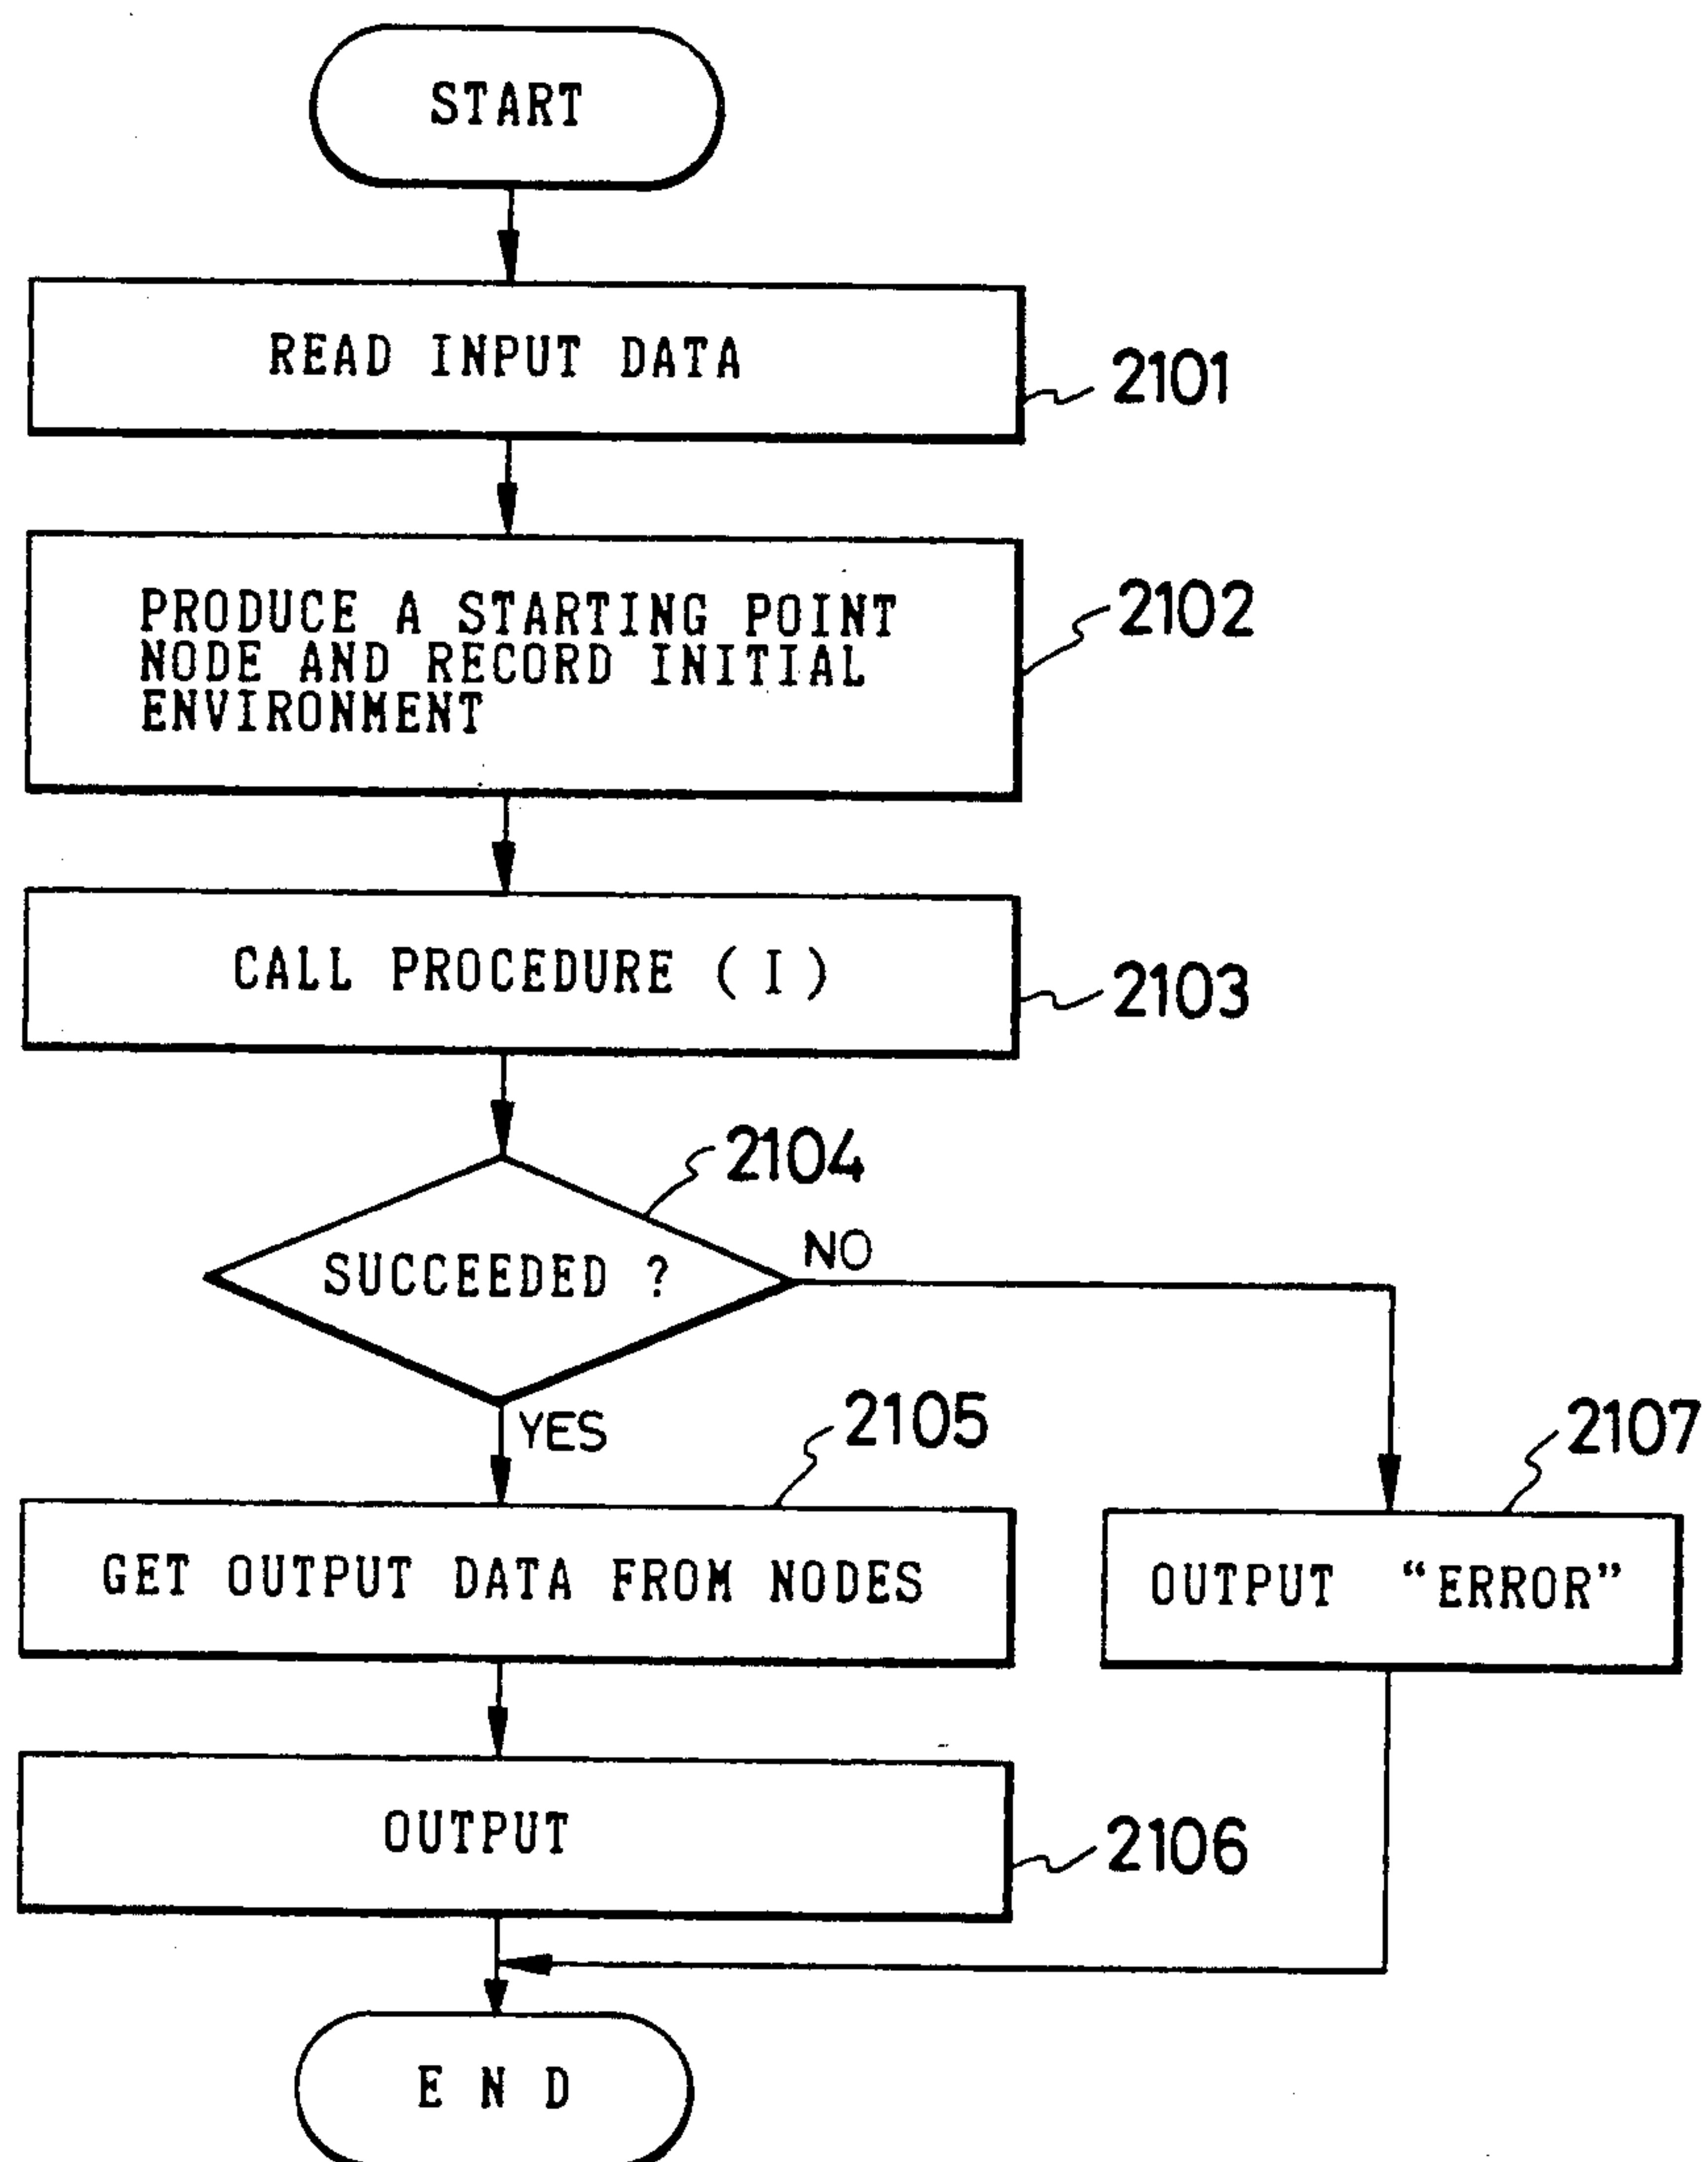 START
READ INPUT DATA
2101
PRODUCE A STARTING POINT
NODE AND RECORD INITIAL
ENVIRONMENT
2102
CALL PROCEDURE (I)
2103
2104
SUCCEEDED ?
NO
YES
2105
2107
GET OUTPUT DATA FROM NODES
OUTPUT “ERROR”
OUTPUT
2106
END